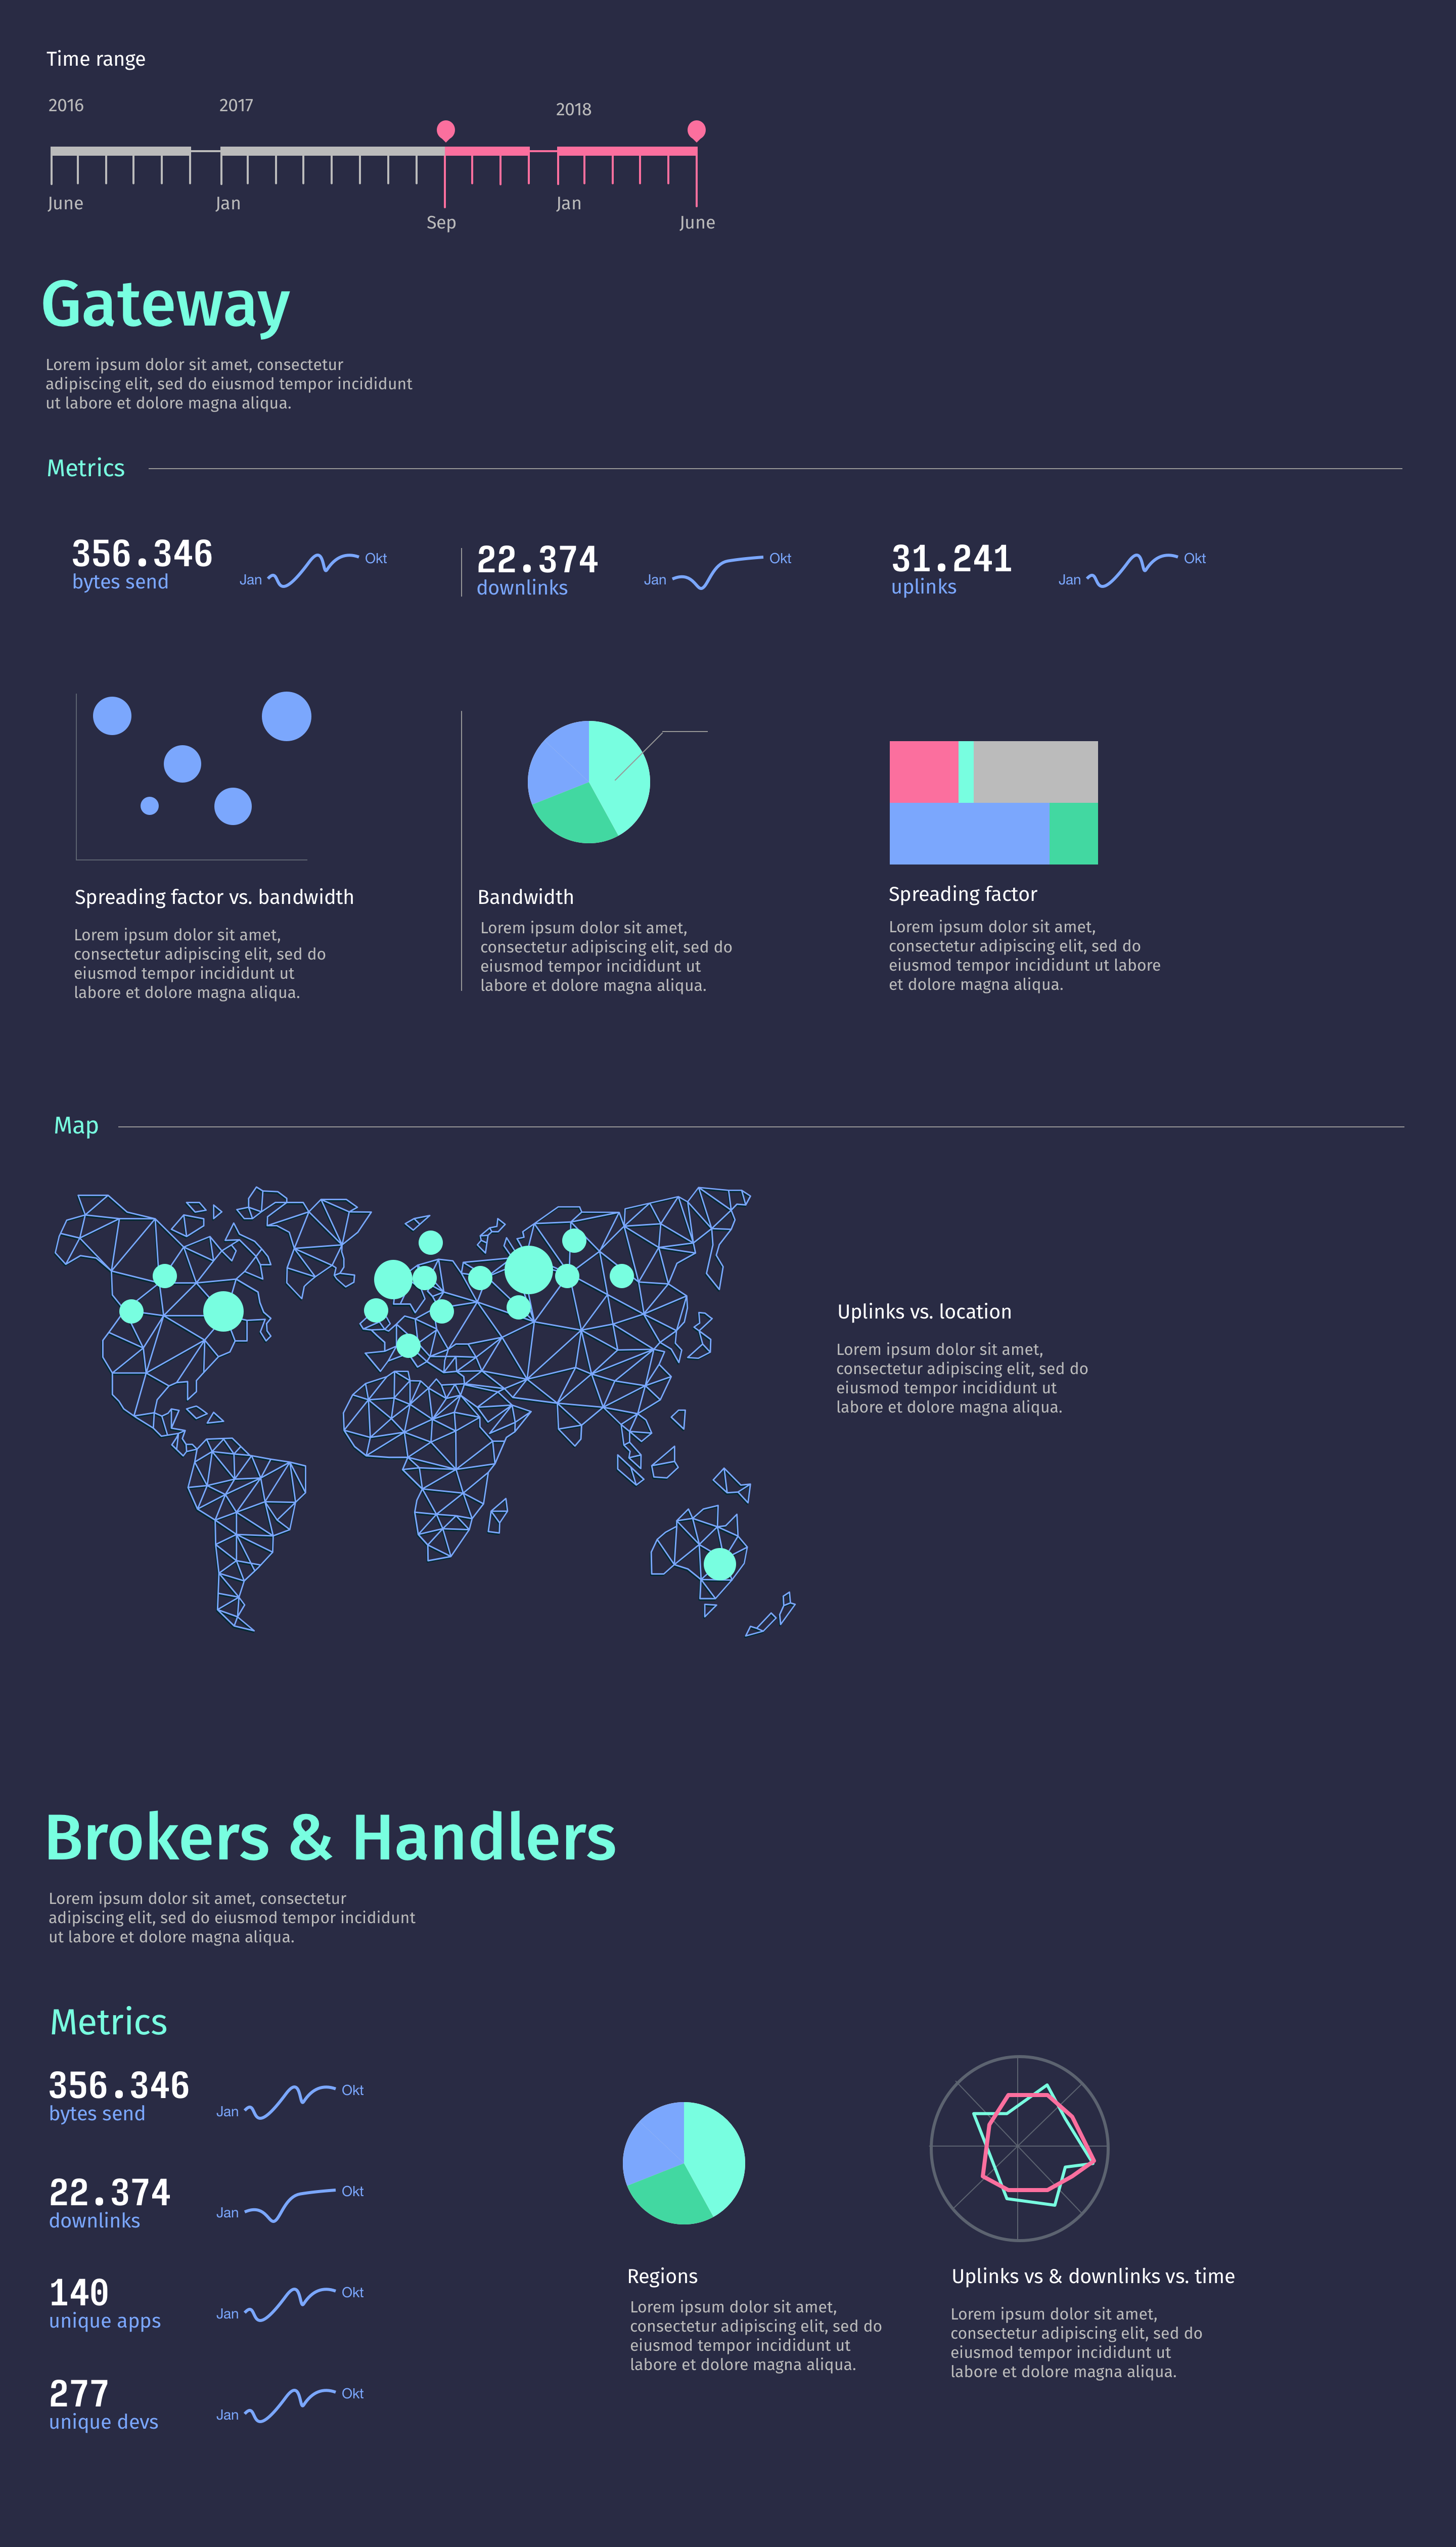 Time range
2016
2017
2018
June
Jan
Sep
Jan
June
Gateway
Lorem ipsum dolor sit amet, consectetur
adipiscing elit, sed do eiusmod tempor incididunt
ut labore et dolore magna aliqua.
Metrics
356.346
bytes send
Jan
Okt
22.374
downlinks
Jan
Okt
31.241
uplinks
Jan
Okt
Spreading factor vs. bandwidth
Lorem ipsum dolor sit amet,
consectetur adipiscing elit, sed do
eiusmod tempor incididunt ut
labore et dolore magna aliqua.
Bandwidth
Lorem ipsum dolor sit amet,
consectetur adipiscing elit, sed do
eiusmod tempor incididunt ut
labore et dolore magna aliqua.
Spreading factor
Lorem ipsum dolor sit amet,
consectetur adipiscing elit, sed do
eiusmod tempor incididunt ut labore
et dolore magna aliqua.
Map
Uplinks vs. location
Lorem ipsum dolor sit amet,
consectetur adipiscing elit, sed do
eiusmod tempor incididunt ut
labore et dolore magna aliqua.
Brokers & Handlers
Lorem ipsum dolor sit amet, consectetur
adipiscing elit, sed do eiusmod tempor incididunt
ut labore et dolore magna aliqua.
Metrics
356.346
bytes send
Jan
Okt
22.374
downlinks
Jan
Okt
140
unique apps
Jan
Okt
277
unique devs
Jan
Okt
Regions
Lorem ipsum dolor sit amet,
consectetur adipiscing elit, sed do
eiusmod tempor incididunt ut
labore et dolore magna aliqua.
Uplinks vs & downlinks vs. time
Lorem ipsum dolor sit amet,
consectetur adipiscing elit, sed do
eiusmod tempor incididunt ut
labore et dolore magna aliqua.